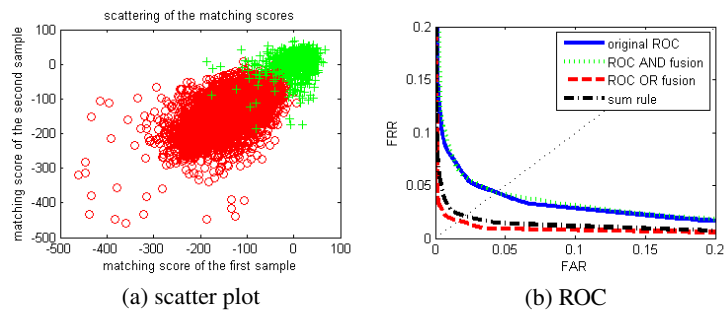 scattering of the matching scores
matching score of the second sample
100
0
-100
-200
-300
-400
-500
-500 -400 -300 -200 -100 0 100
matching score of the first sample
(a) scatter plot
0.2
0.15
0.1
0.05
0
FRR
original ROC
ROC AND fusion
ROC OR fusion
sum rule
0 0.05 0.1 0.15 0.2
FAR
(b) ROC